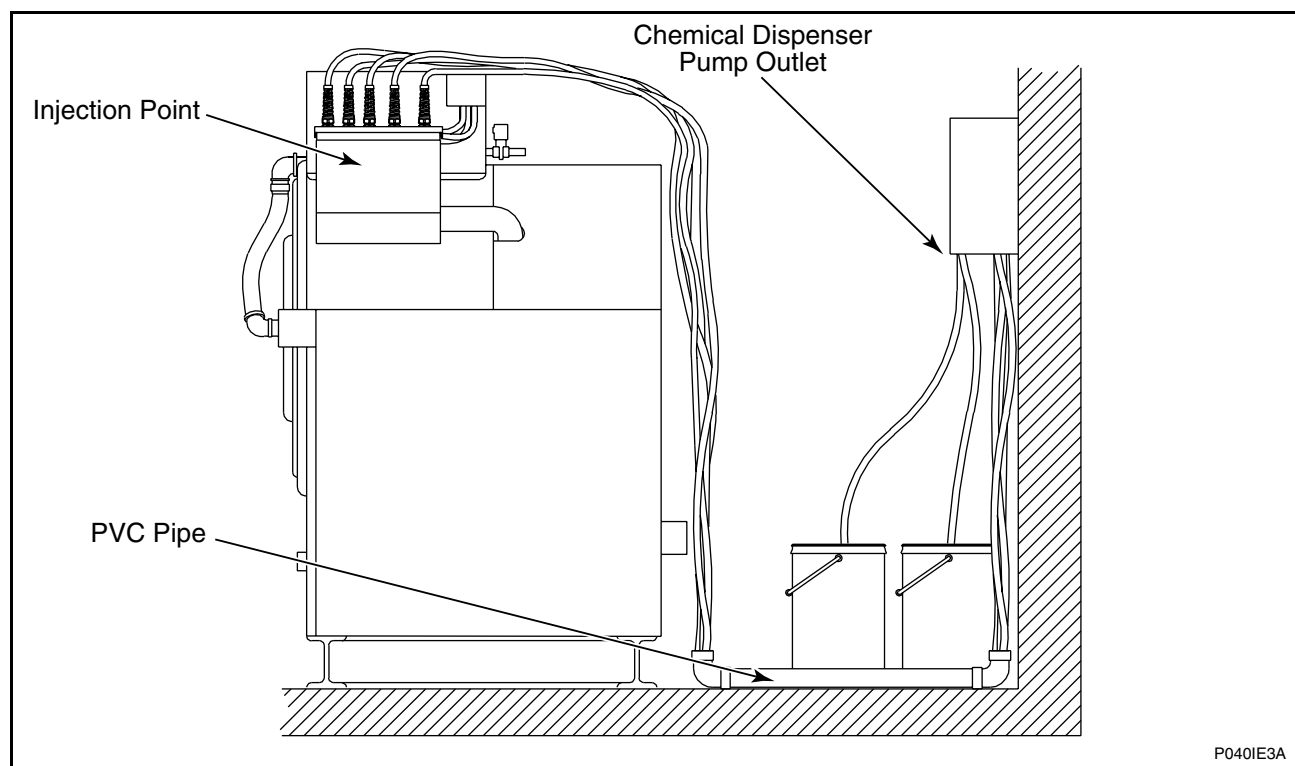 Chemical Dispenser
Pump Outlet
Injection Point
PVC Pipe
P040IE3A